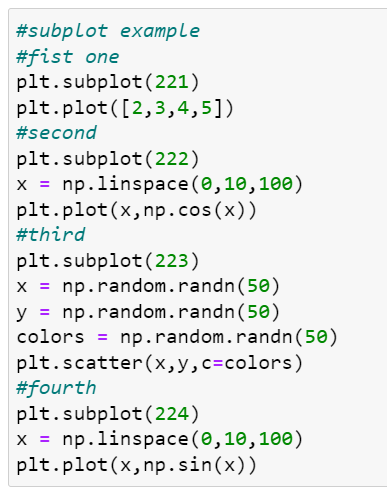 #subplot example
#fist one
plt.subplot(221)
plt.plot([2,3,4,5])
#second
plt.subplot(222)
x = np.linspace(0,10,100)
plt.plot(x,np.cos(x))
#third
plt.subplot(223)
x = np.random.randn(50)
y = np.random.randn(50)
colors = np.random.randn(50)
plt.scatter(x,y,c=colors)
#fourth
plt.subplot(224)
x = np.linspace(0,10,100)
plt.plot(x,np.sin(x))